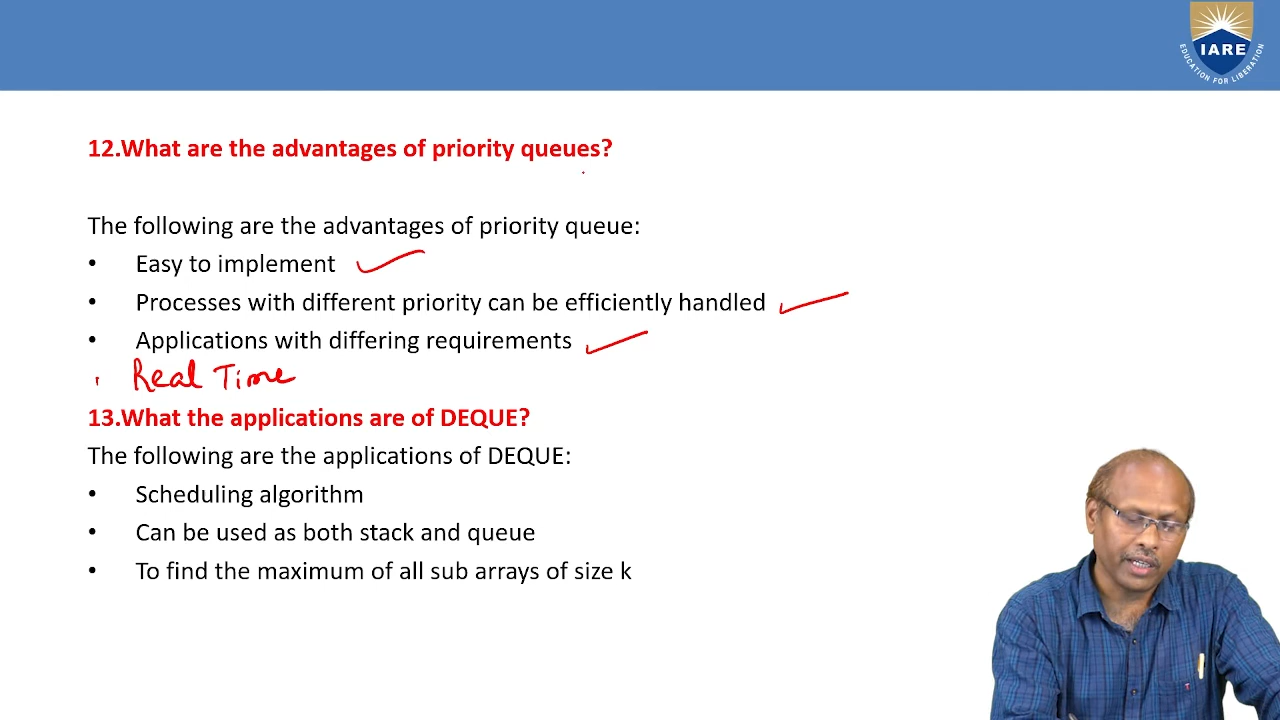 IARE
EDUCATION FOR LIBERATION
12.What are the advantages of priority queues?
The following are the advantages of priority queue:
• Easy to implement
• Processes with different priority can be efficiently handled
• Applications with differing requirements
• Real Time
13.What the applications are of DEQUE?
The following are the applications of DEQUE:
• Scheduling algorithm
• Can be used as both stack and queue
• To find the maximum of all sub arrays of size k